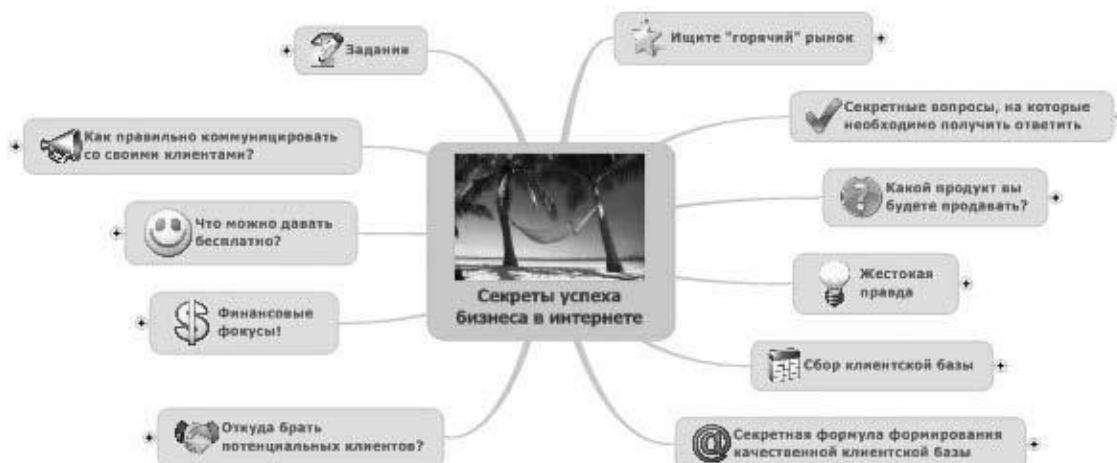 Задания
Ищите "горячий" рынок
Секретные вопросы, на которые
необходимо получить ответить
Как правильно коммуницировать
со своими клиентами?
Какой продукт вы
будете продавать?
Что можно давать
бесплатно?
Жестокая
правда
Секреты успеха
бизнеса в интернете
Финансовые
фокусы!
Сбор клиентской базы
Откуда брать
потенциальных клиентов?
Секретная формула формирования
качественной клиентской базы